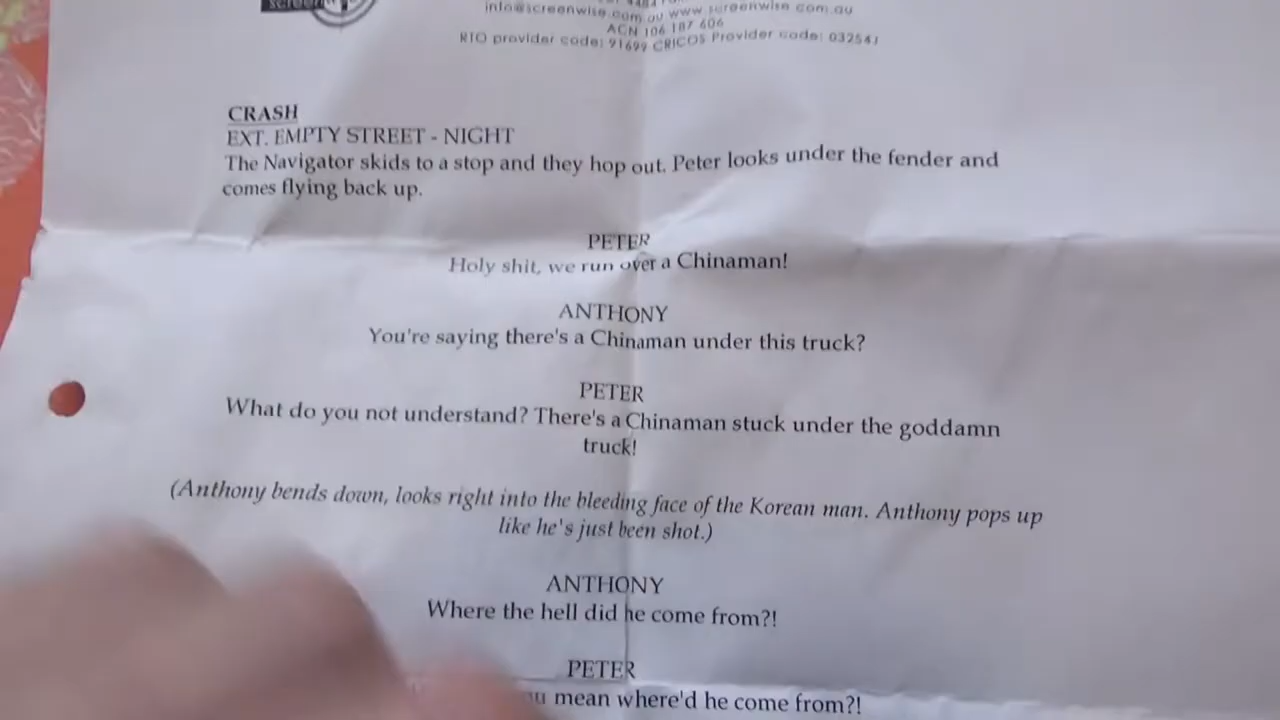 info@screenwise.com.au www.screenwise.com.au
ACN 106 187 606
RTO provider code: 91699 CRICOS Provider code: 03254
CRASH
EXT. EMPTY STREET - NIGHT
The Navigator skids to a stop and they hop out. Peter looks under the fender and
comes flying back up.
PETER
Holy shit, we run over a Chinaman!
ANTHONY
You're saying there's a Chinaman under this truck?
PETER
What do you not understand? There's a Chinaman stuck under the goddamn
truck!
(Anthony bends down, looks right into the bleeding face of the Korean man. Anthony pops up
like he's just been shot.)
ANTHONY
Where the hell did he come from?!
PETER
mean where'd he come from?!